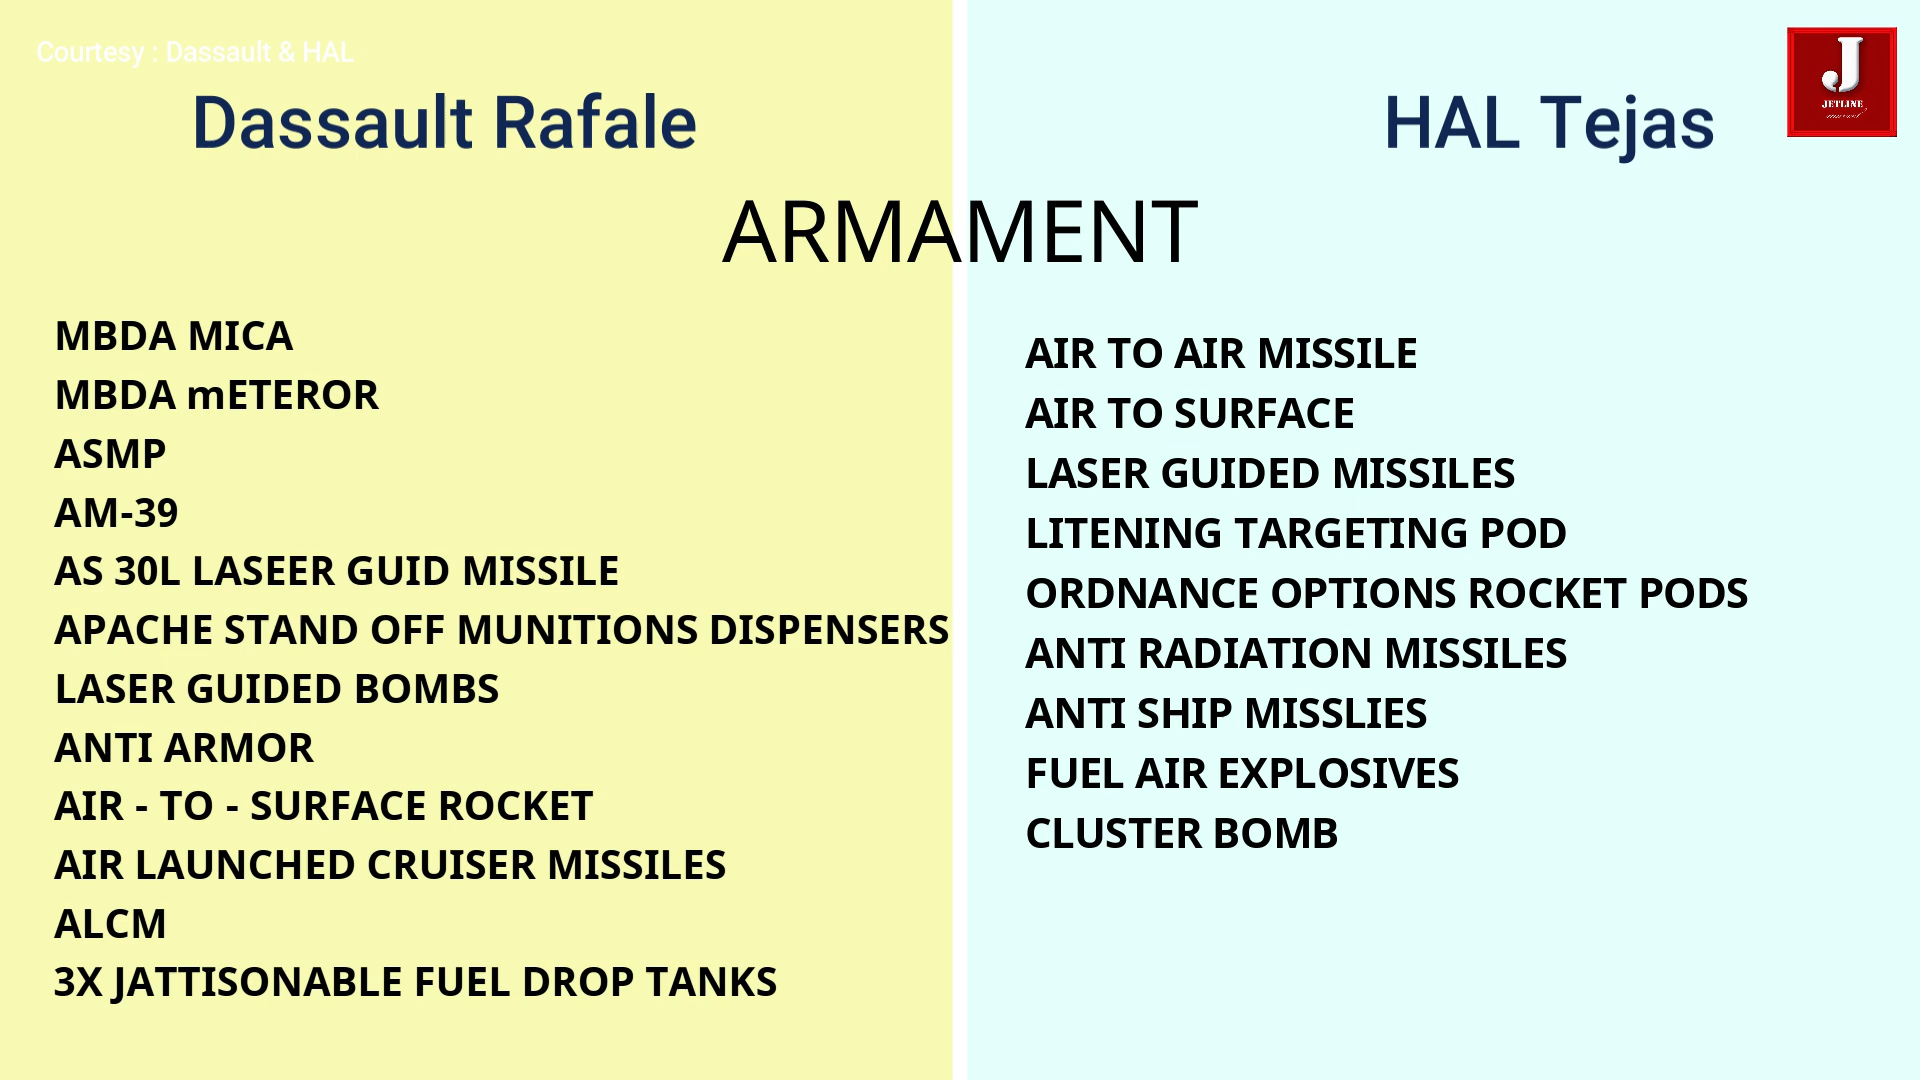 Courtesy : Dassault & HAL
Dassault Rafale
HAL Tejas
J
JETLINE
ARMAMENT
MBDA MICA
MBDA mETEROR
ASMP
AM-39
AS 30L LASEER GUID MISSILE
APACHE STAND OFF MUNITIONS DISPENSERS
LASER GUIDED BOMBS
ANTI ARMOR
AIR - TO - SURFACE ROCKET
AIR LAUNCHED CRUISER MISSILES
ALCM
3X JATTISONABLE FUEL DROP TANKS
AIR TO AIR MISSILE
AIR TO SURFACE
LASER GUIDED MISSILES
LITENING TARGETING POD
ORDNANCE OPTIONS ROCKET PODS
ANTI RADIATION MISSILES
ANTI SHIP MISSLIES
FUEL AIR EXPLOSIVES
CLUSTER BOMB